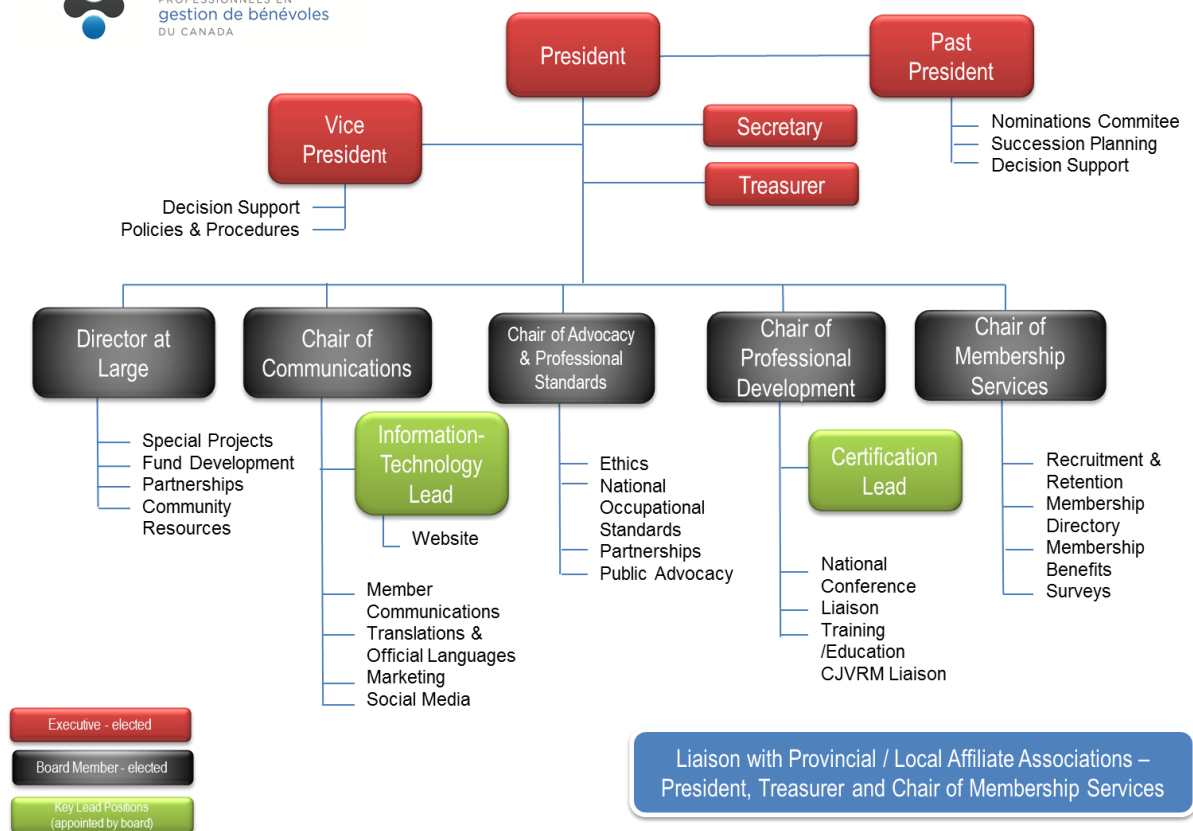 PROFESSIONNELS EN
gestion de bénévoles
DU CANADA
President
Past
President
Nominations Commitee
Succession Planning
Decision Support
Vice
President
Secretary
Treasurer
Decision Support
Policies & Procedures
Director at
Large
Special Projects
Fund Development
Partnerships
Community
Resources
Chair of
Communications
Information-
Technology
Lead
Website
Member
Communications
Translations &
Official Languages
Marketing
Social Media
Chair of Advocacy
& Professional
Standards
Ethics
National
Occupational
Standards
Partnerships
Public Advocacy
Chair of
Professional
Development
Certification
Lead
National
Conference
Liaison
Training
/Education
CJVRM Liaison
Chair of
Membership
Services
Recruitment &
Retention
Membership
Directory
Membership
Benefits
Surveys
Executive - elected
Board Member - elected
Key Lead Positions
(appointed by board)
Liaison with Provincial / Local Affiliate Associations –
President, Treasurer and Chair of Membership Services